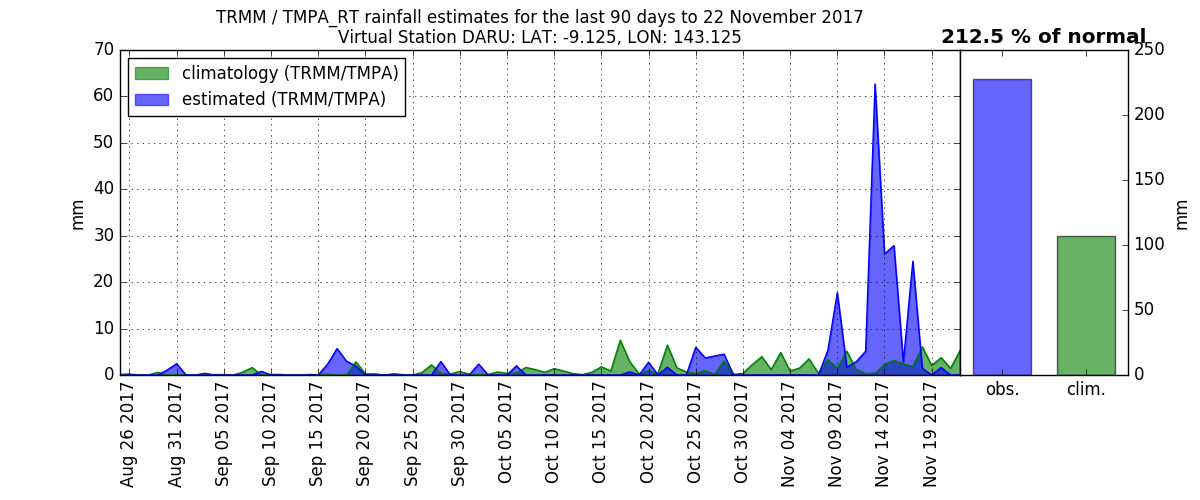 TRMM / TMPA_RT rainfall estimates for the last 90 days to 22 November 2017
Virtual Station DARU: LAT: -9.125, LON: 143.125
212.5 % of normal
climatology (TRMM/TMPA)
estimated (TRMM/TMPA)
70
60
50
40
30
20
10
0
mm
250
200
150
100
50
0
mm
Aug 26 2017
Aug 31 2017
Sep 05 2017
Sep 10 2017
Sep 15 2017
Sep 20 2017
Sep 25 2017
Sep 30 2017
Oct 05 2017
Oct 10 2017
Oct 15 2017
Oct 20 2017
Oct 25 2017
Oct 30 2017
Nov 04 2017
Nov 09 2017
Nov 14 2017
Nov 19 2017
obs.
clim.